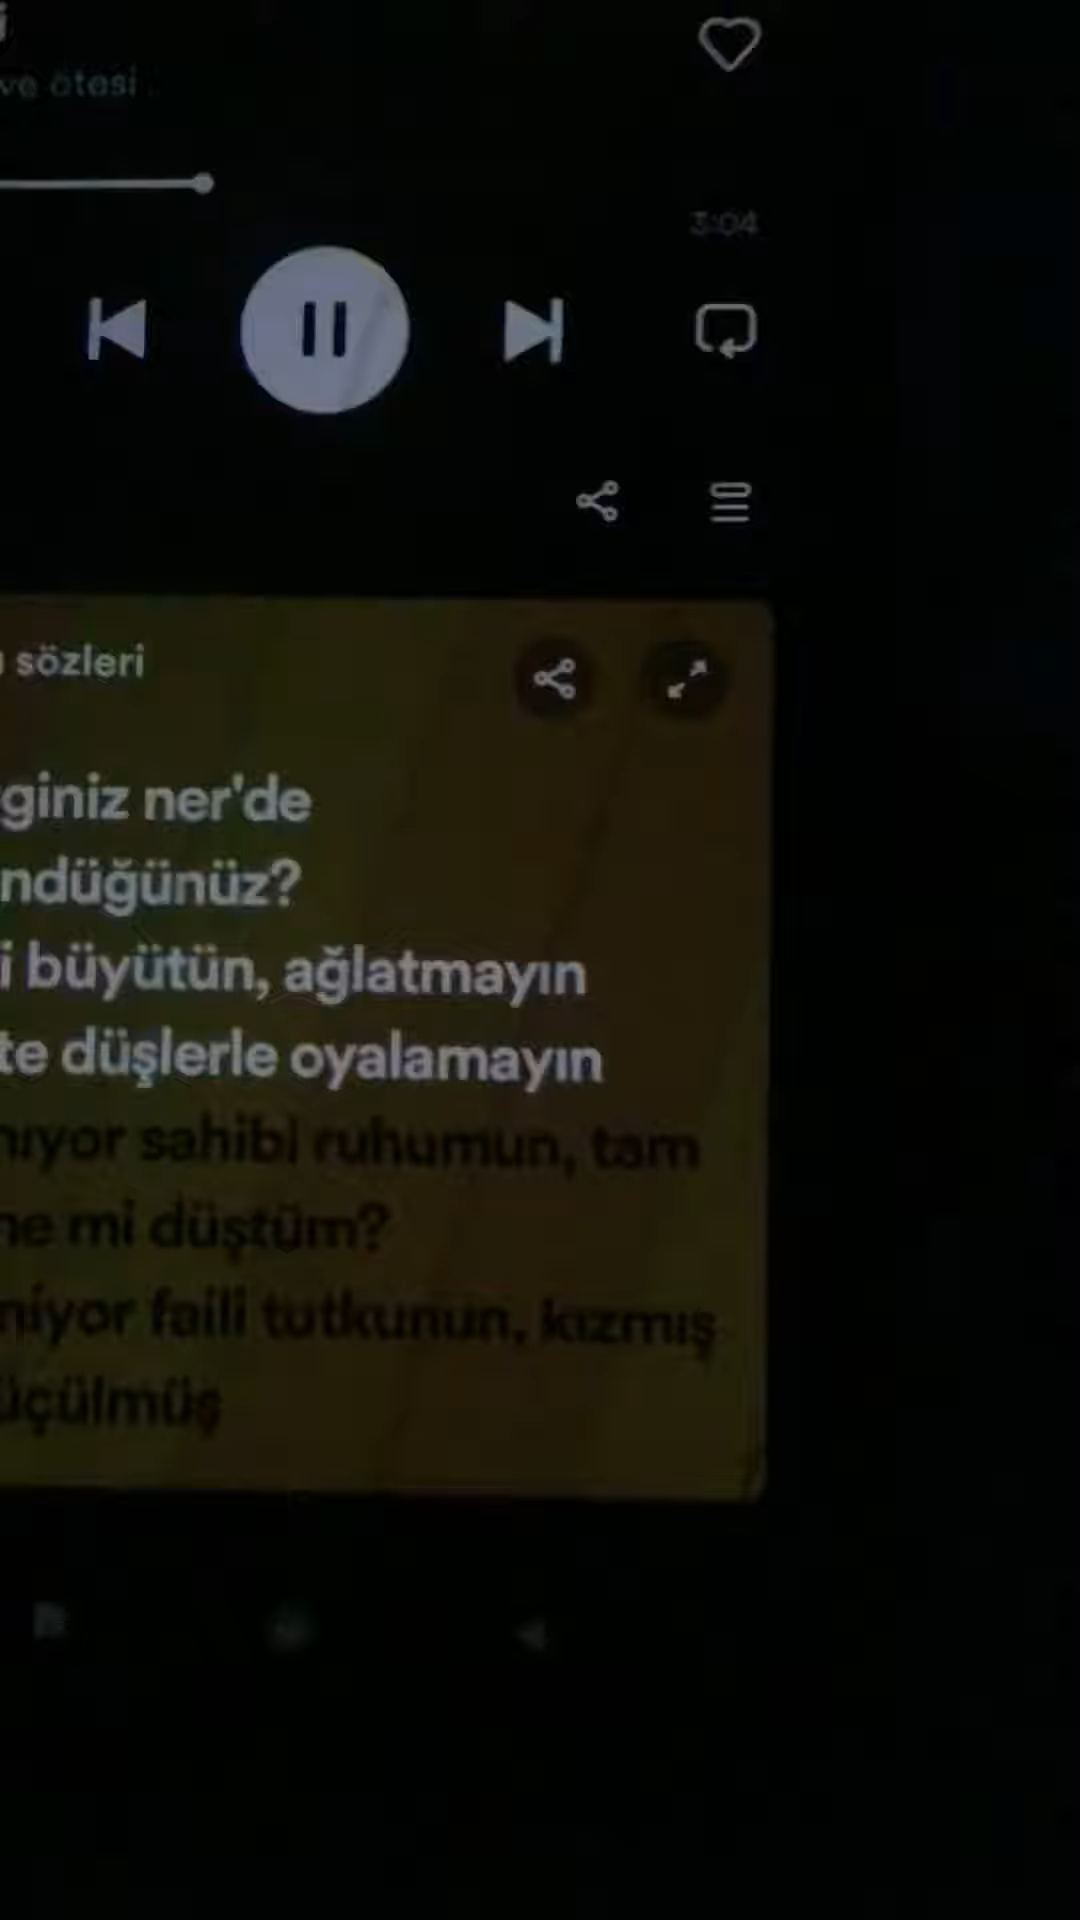 ve ötesi
3:04
sözleri
ginız ner'de
ndüğünüz?
i büyütün, ağlatmayın
te düşlerle oyalamayın
nıyor sahibi ruhumun, tam
ne mi düştüm?
niyor faili tutkunun, kızmış
üçülmüş